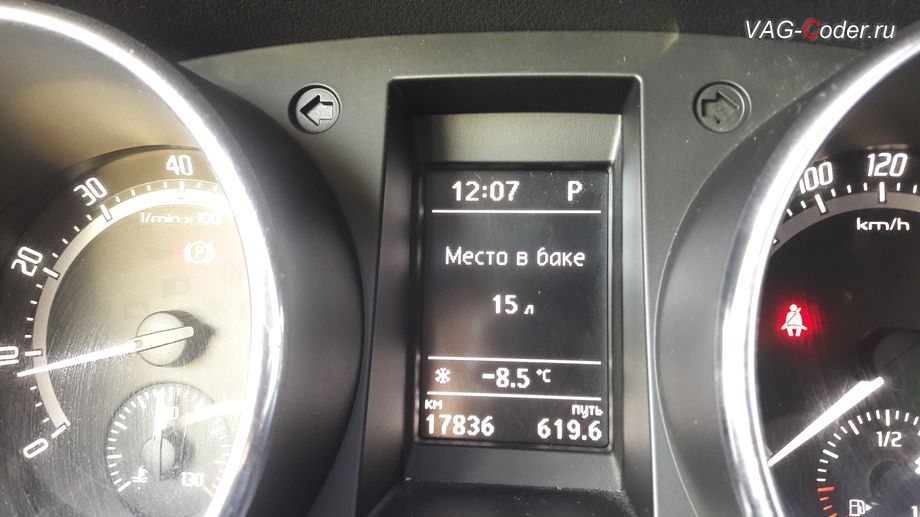 VAG-Coder.ru
12:07 P
Место в баке
15 л
-8.5 °C
км путь
17836 619.6
0
10
20
30
40
1/min x 100
P
100
120
km/h
1/2